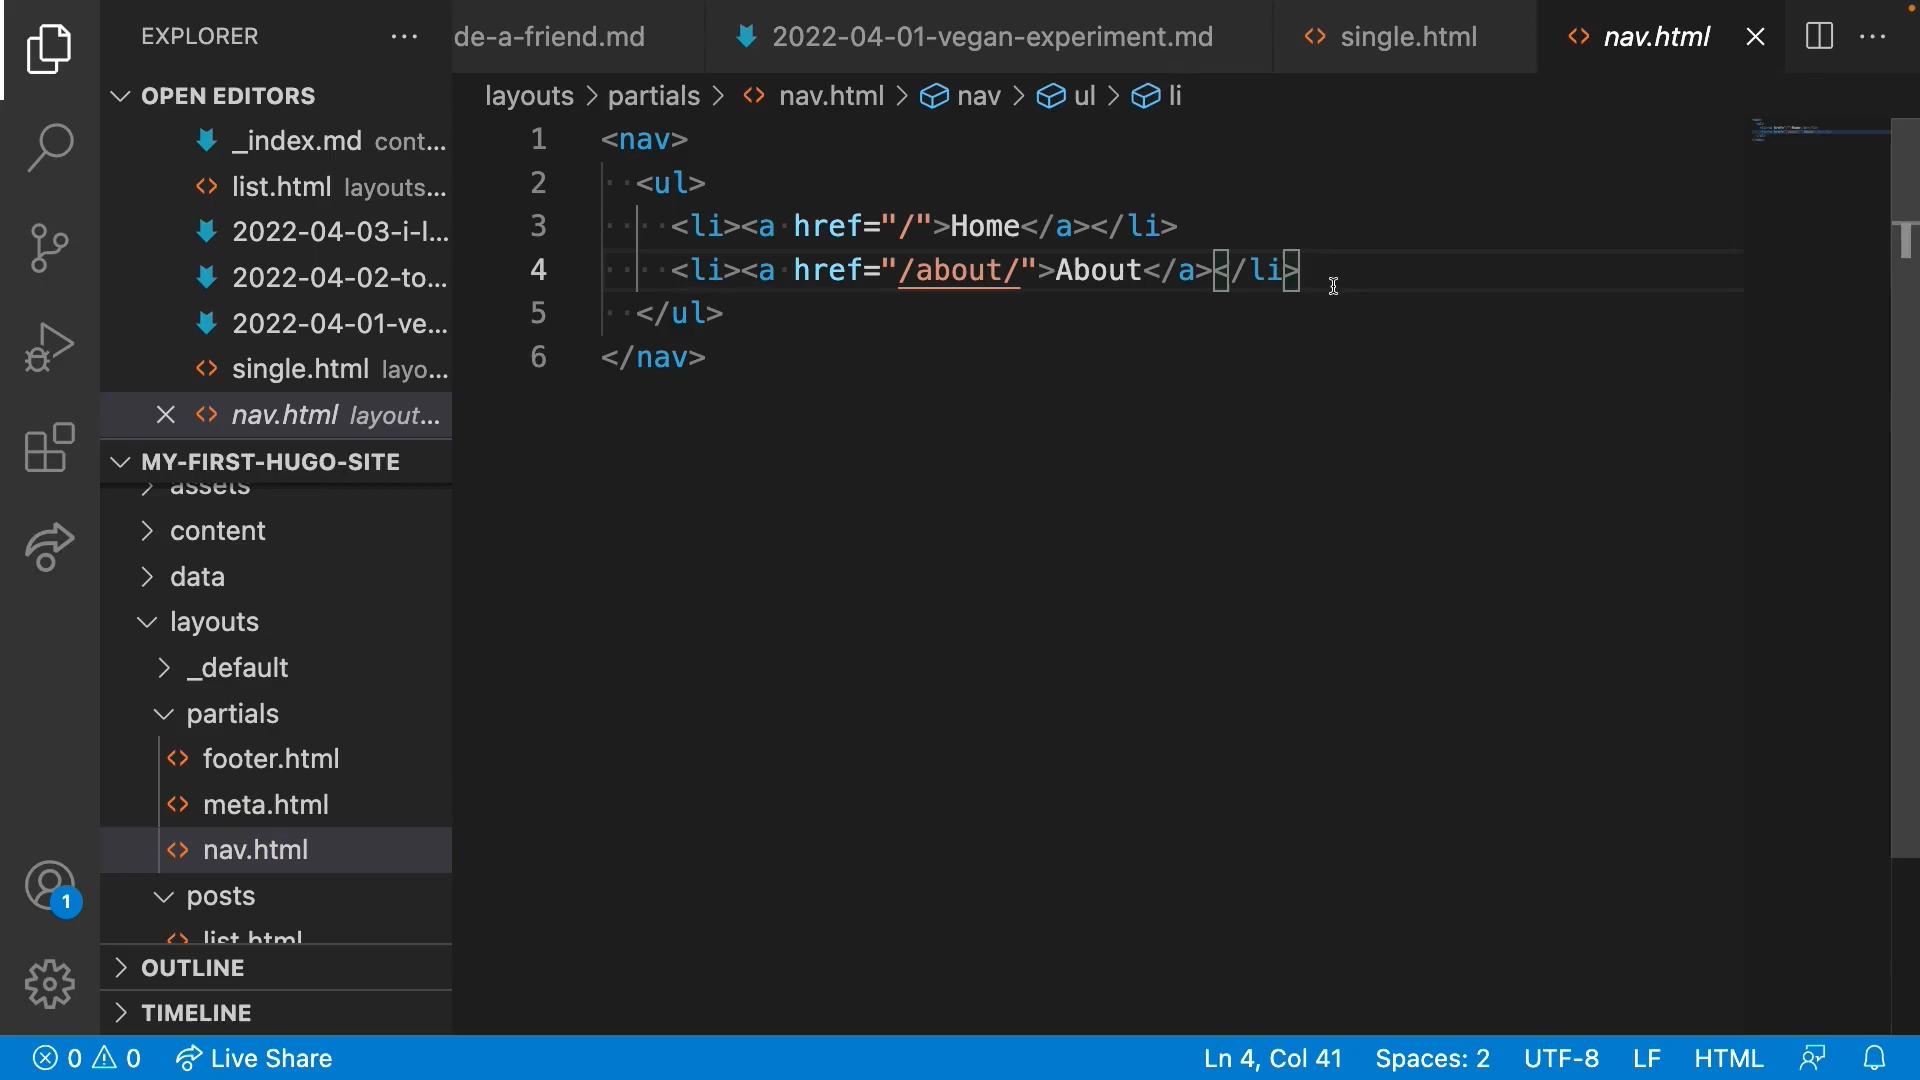 EXPLORER
de-a-friend.md
2022-04-01-vegan-experiment.md
single.html
nav.html
OPEN EDITORS
_index.md cont...
list.html layouts...
2022-04-03-i-l...
2022-04-02-to...
2022-04-01-ve...
single.html layo...
nav.html layout...
MY-FIRST-HUGO-SITE
assets
content
data
layouts
_default
partials
footer.html
meta.html
nav.html
posts
list.html
OUTLINE
TIMELINE
layouts > partials > nav.html > nav > ul > li
1 <nav>
2 <ul>
3 <li><a href="/">Home</a></li>
4 <li><a href="/about/">About</a></li>
5 </ul>
6 </nav>
1
0 0 Live Share
Ln 4, Col 41 Spaces: 2 UTF-8 LF HTML